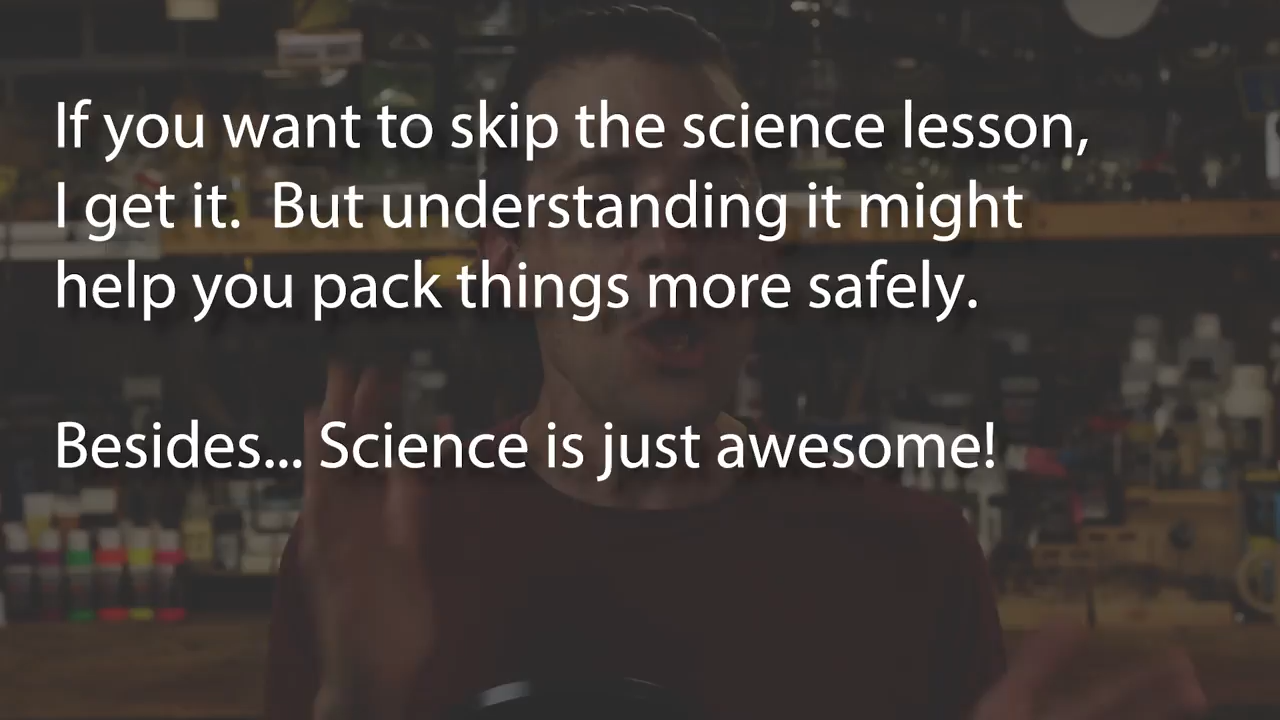 If you want to skip the science lesson,
I get it.  But understanding it might
help you pack things more safely.
Besides... Science is just awesome!